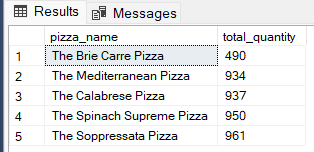 Results Messages
pizza_name total_quantity
1 The Brie Carre Pizza 490
2 The Mediterranean Pizza 934
3 The Calabrese Pizza 937
4 The Spinach Supreme Pizza 950
5 The Soppressata Pizza 961